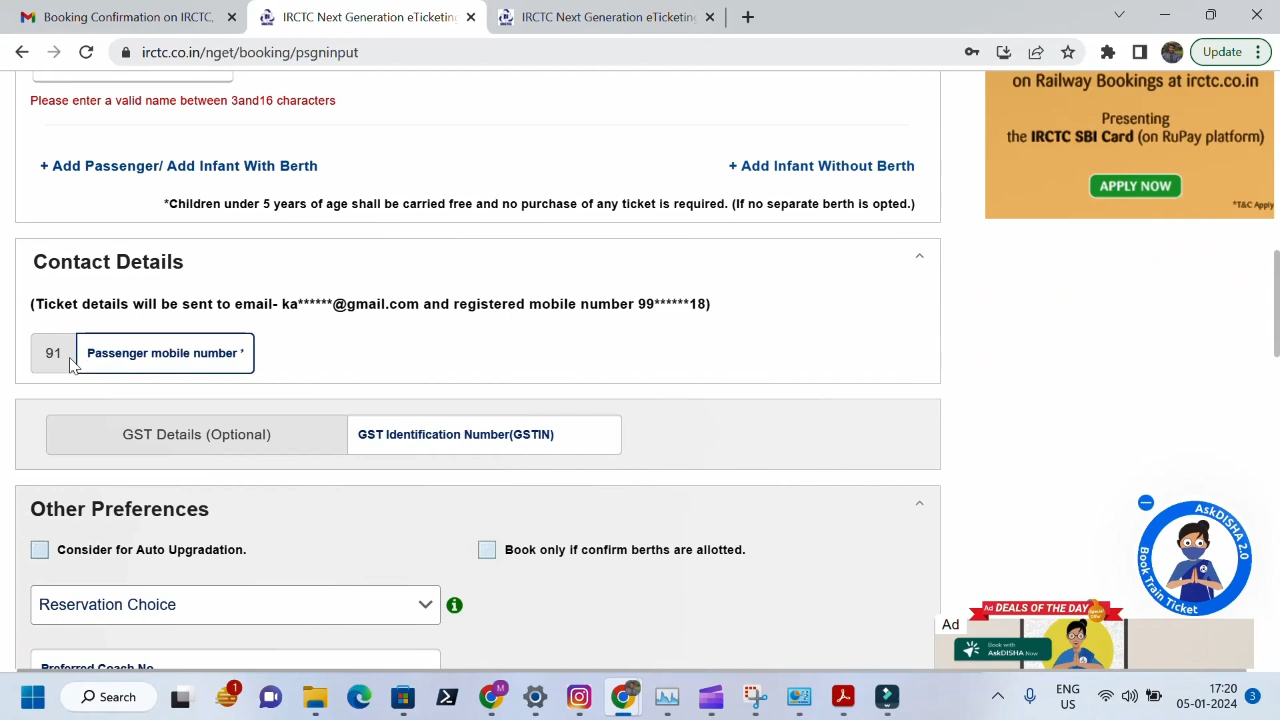 Booking Confirmation on IRCTC,
IRCTC Next Generation eTicketing
IRCTC Next Generation eTicketing
irctc.co.in/nget/booking/psgninput
Update
Please enter a valid name between 3and16 characters
+ Add Passenger/ Add Infant With Berth
+ Add Infant Without Berth
*Children under 5 years of age shall be carried free and no purchase of any ticket is required. (If no separate berth is opted.)
on Railway Bookings at irctc.co.in
Presenting
the IRCTC SBI Card (on RuPay platform)
APPLY NOW
*T&C Apply
Contact Details
(Ticket details will be sent to email- ka******@gmail.com and registered mobile number 99******18)
91
Passenger mobile number *
GST Details (Optional)
GST Identification Number(GSTIN)
Other Preferences
Consider for Auto Upgradation.
Book only if confirm berths are allotted.
Reservation Choice
Preferred Coach No.
AskDISHA 2.0
Book Train Ticket
Ad DEALS OF THE DAY
Ad
Book with
AskDISHA Now
Search
1
M
ENG
US
17:20
05-01-2024
3